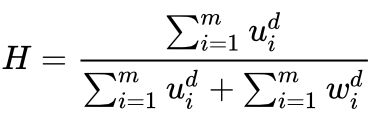 H = \frac{\sum_{i=1}^{m} u_i^d}{\sum_{i=1}^{m} u_i^d + \sum_{i=1}^{m} w_i^d}